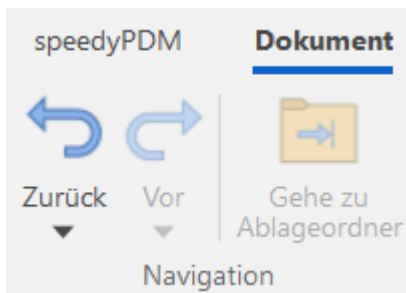 speedyPDM Dokument
Zurück Vor Gehe zu
Ablageordner
Navigation